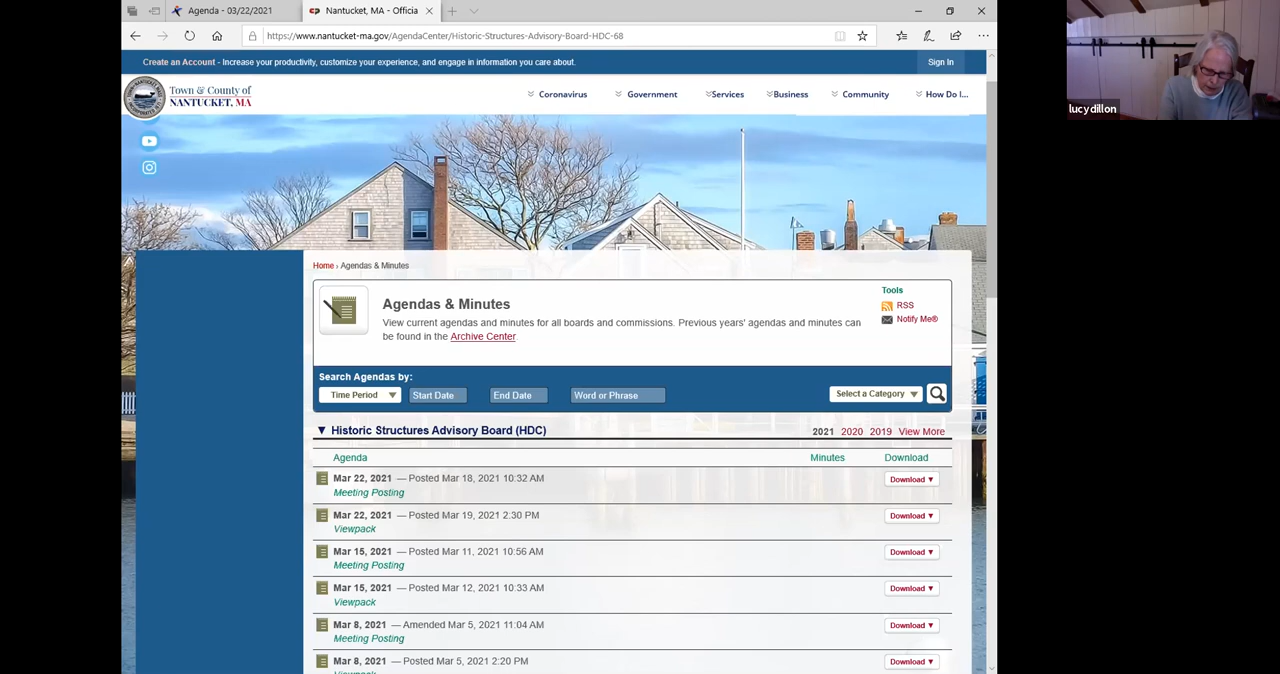 Agenda - 03/22/2021
Nantucket, MA - Officia
https://www.nantucket-ma.gov/AgendaCenter/Historic-Structures-Advisory-Board-HDC-68
Create an Account - Increase your productivity, customize your experience, and engage in information you care about.
Sign In
Town & County of
NANTUCKET, MA
Coronavirus
Government
Services
Business
Community
How Do I...
lucy dillon
Home › Agendas & Minutes
Agendas & Minutes
View current agendas and minutes for all boards and commissions. Previous years' agendas and minutes can
be found in the Archive Center.
Tools
RSS
Notify Me®
Search Agendas by:
Time Period
Start Date
End Date
Word or Phrase
Select a Category
Historic Structures Advisory Board (HDC)
2021 2020 2019 View More
Agenda Minutes Download
Mar 22, 2021 — Posted Mar 18, 2021 10:32 AM
Download ▼
Meeting Posting
Mar 22, 2021 — Posted Mar 19, 2021 2:30 PM
Download ▼
Viewpack
Mar 15, 2021 — Posted Mar 11, 2021 10:56 AM
Download ▼
Meeting Posting
Mar 15, 2021 — Posted Mar 12, 2021 10:33 AM
Download ▼
Viewpack
Mar 8, 2021 — Amended Mar 5, 2021 11:04 AM
Download ▼
Meeting Posting
Mar 8, 2021 — Posted Mar 5, 2021 2:20 PM
Download ▼